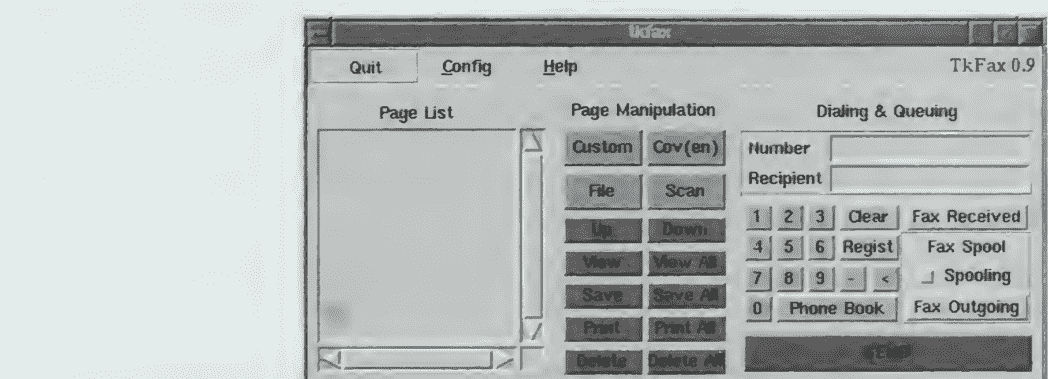 tkfax
Quit Config Help TkFax 0.9
Page List Page Manipulation Dialing & Queuing
Custom Cov(en) Number
File Scan Recipient
Up Down 1 2 3 Clear Fax Received
View View All 4 5 6 Regist Fax Spool
Save Save All 7 8 9 - < Spooling
Print Print All 0 Phone Book Fax Outgoing
Delete Delete All